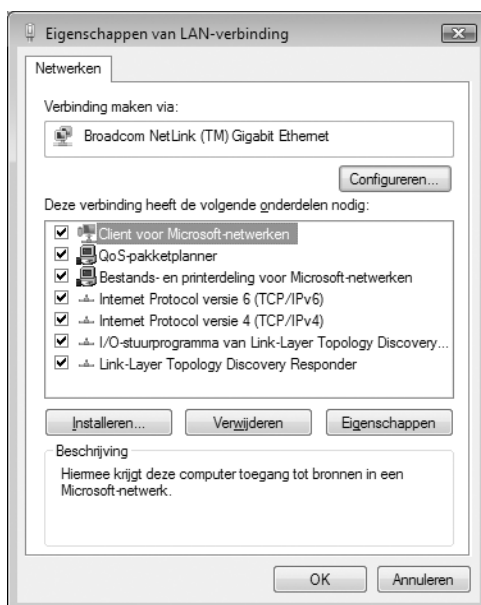 Eigenschappen van LAN-verbinding
Netwerken
Verbinding maken via:
Broadcom NetLink (TM) Gigabit Ethernet
Configureren...
Deze verbinding heeft de volgende onderdelen nodig:
Client voor Microsoft-netwerken
QoS-pakketplanner
Bestands- en printerdeling voor Microsoft-netwerken
Internet Protocol versie 6 (TCP/IPv6)
Internet Protocol versie 4 (TCP/IPv4)
I/O-stuurprogramma van Link-Layer Topology Discovery...
Link-Layer Topology Discovery Responder
Installeren...
Verwijderen
Eigenschappen
Beschrijving
Hiermee krijgt deze computer toegang tot bronnen in een
Microsoft-netwerk.
OK
Annuleren